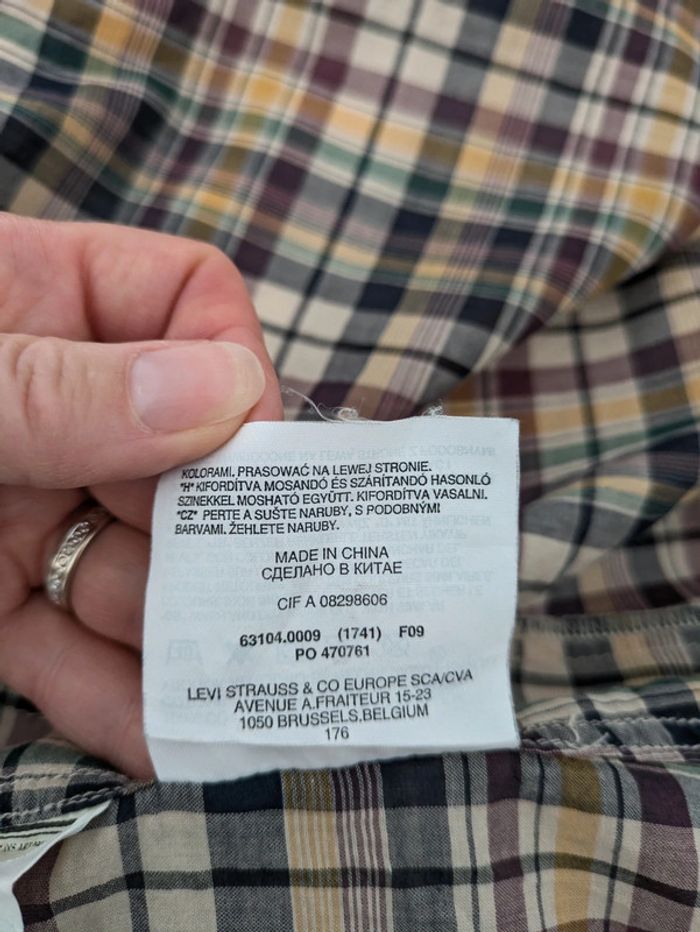 KOLORAMI. PRASOWAĆ NA LEWEJ STRONIE.
*H* KIFORDÍTVA MOSANDÓ ÉS SZÁRÍTANDÓ HASONLÓ
SZINEKKEL MOSHATÓ EGYÜTT. KIFORDÍTVA VASALNI.
*CZ* PERTE A SUŠTE NARUBY, S PODOBNÝMI
BARVAMI. ŽEHLETE NARUBY.
MADE IN CHINA
СДЕЛАНО В КИТАЕ
CIF A 08298606
63104.0009 (1741) F09
PO 470761
LEVI STRAUSS & CO EUROPE SCA/CVA
AVENUE A.FRAITEUR 15-23
1050 BRUSSELS,BELGIUM
176